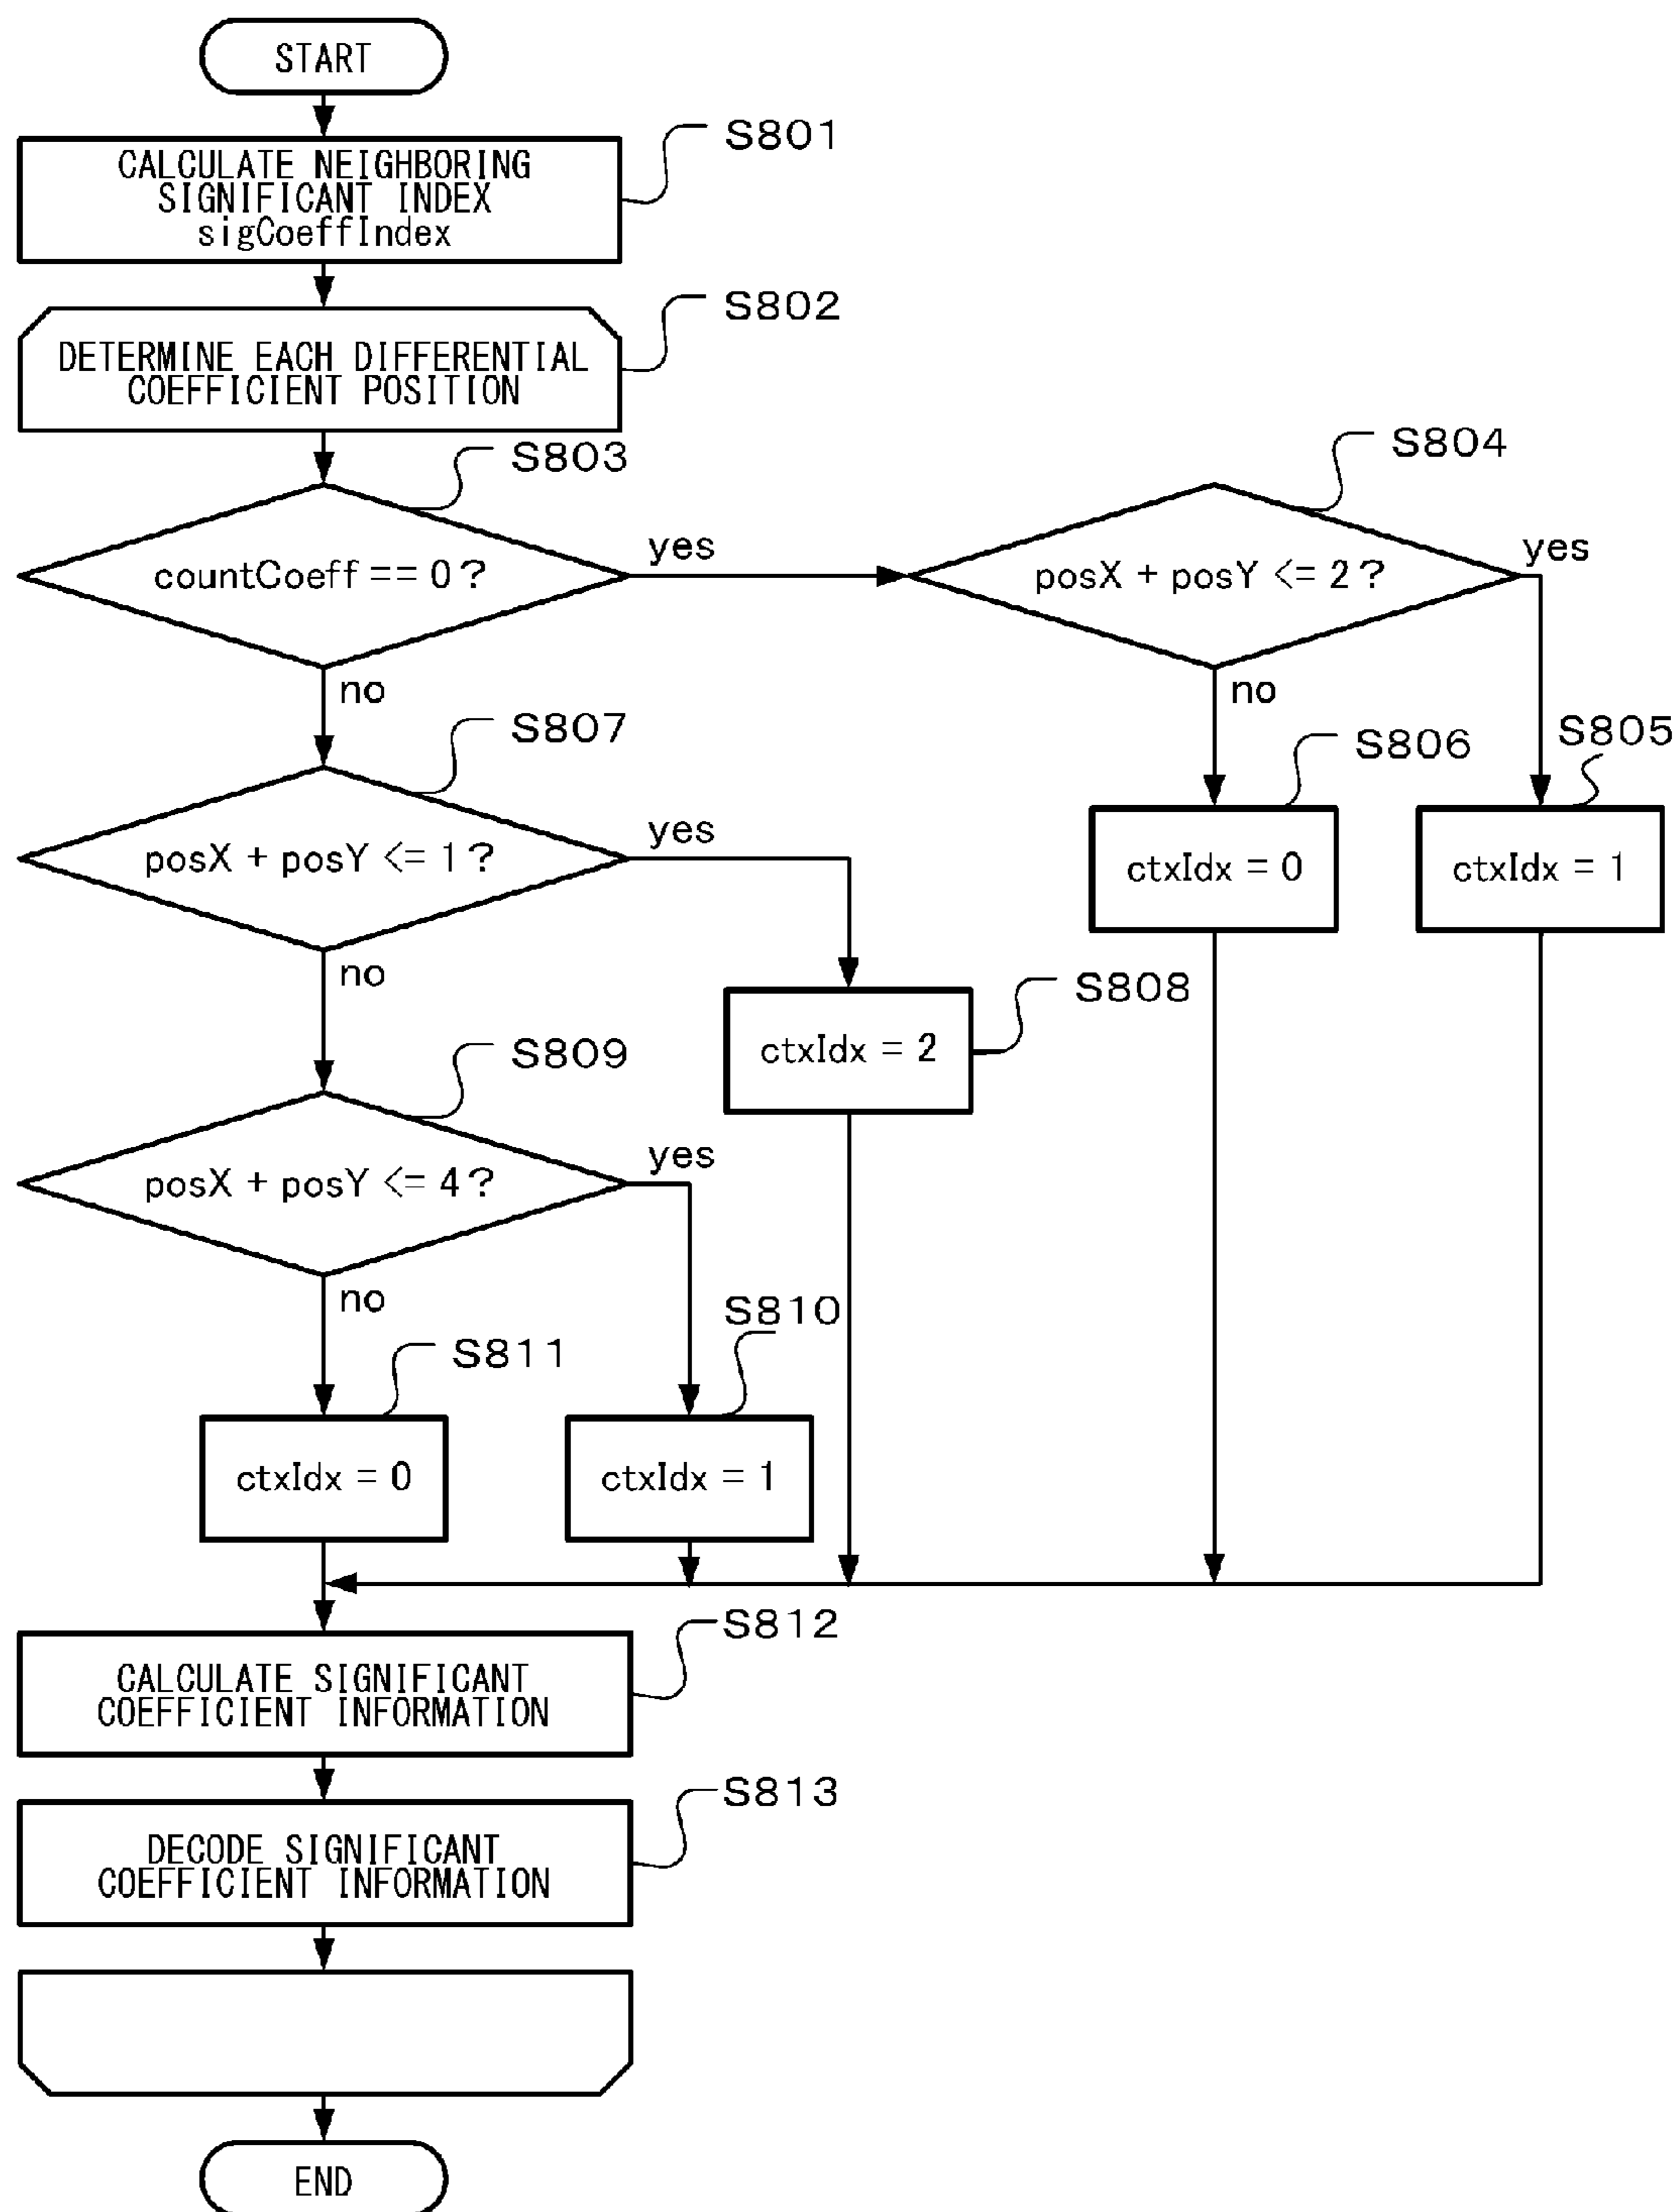 START
S801
CALCULATE NEIGHBORING
SIGNIFICANT INDEX
sigCoeffIndex
S802
DETERMINE EACH DIFFERENTIAL
COEFFICIENT POSITION
S803
countCoeff == 0?
yes
no
S804
posX + posY <= 2?
yes
no
S806
ctxIdx = 0
S805
ctxIdx = 1
S807
posX + posY <= 1?
yes
no
S808
ctxIdx = 2
S809
posX + posY <= 4?
yes
no
S811
ctxIdx = 0
S810
ctxIdx = 1
S812
CALCULATE SIGNIFICANT
COEFFICIENT INFORMATION
S813
DECODE SIGNIFICANT
COEFFICIENT INFORMATION
END